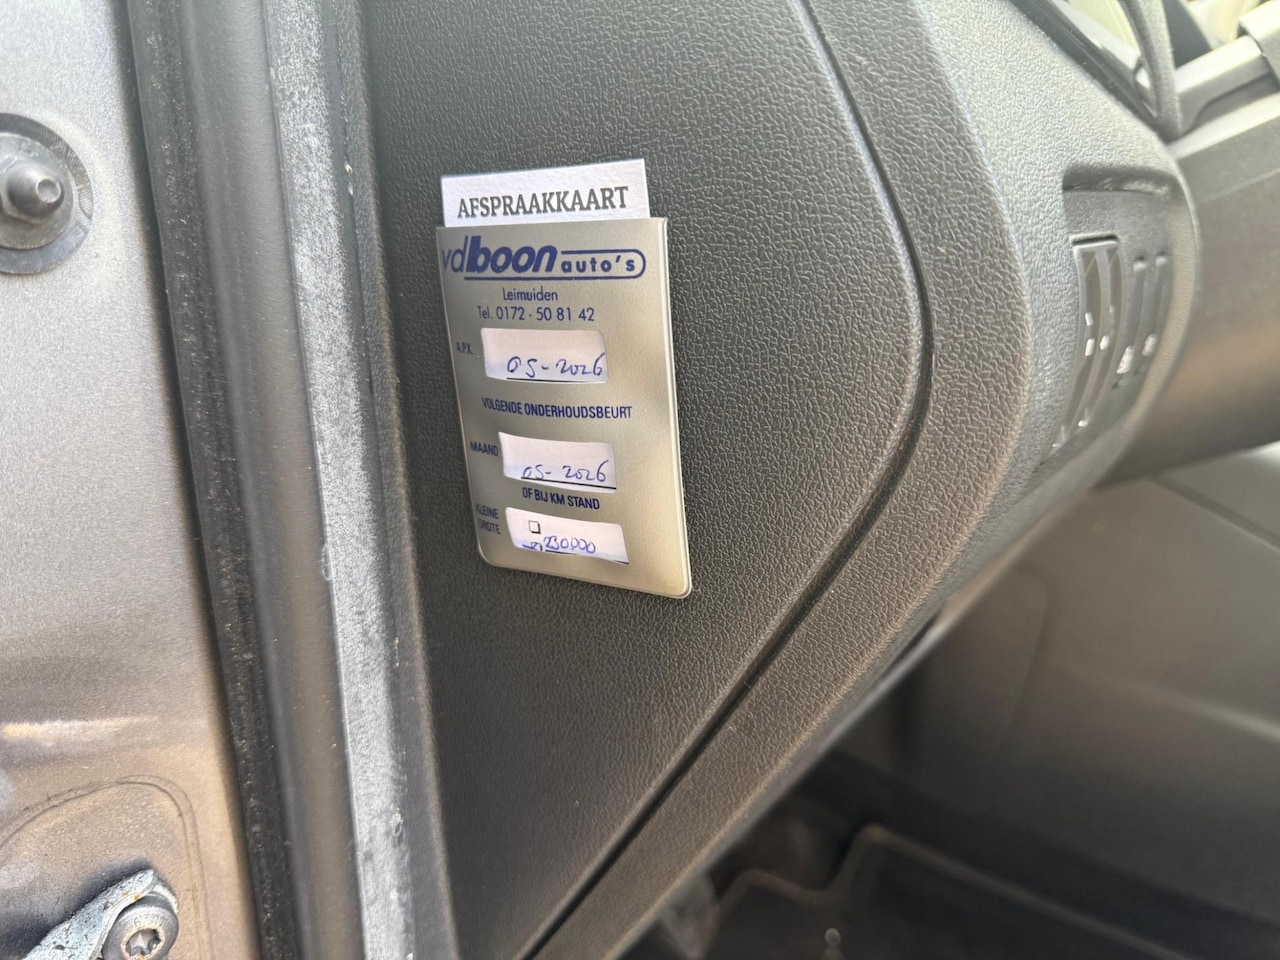 AFSPRAAKKAART
vdboon auto's
Leimuiden
Tel. 0172 - 50 81 42
A.P.K.
05-2026
VOLGENDE ONDERHOUDSBEURT
MAAND
05-2026
OF BIJ KM STAND
KLEINE
GROTE
230000